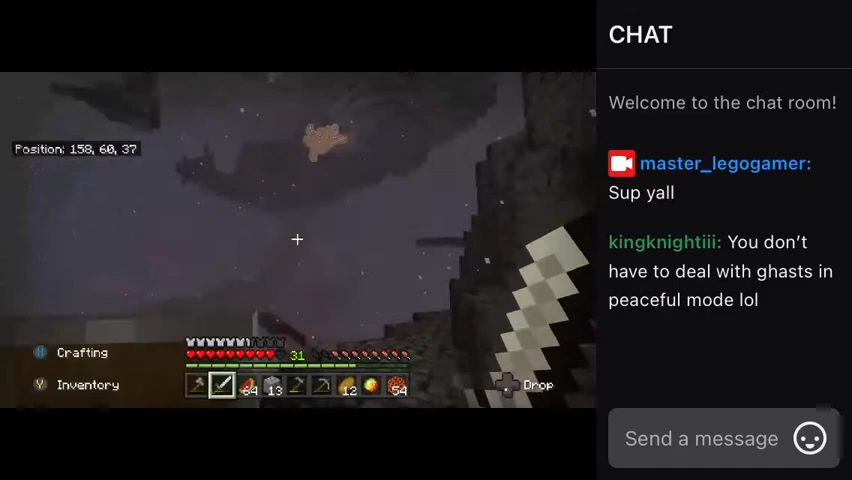 CHAT
Welcome to the chat room!
Position: 158, 60, 37
master_legogamer:
Sup yall
kingknightiii: You don't
have to deal with ghasts in
peaceful mode lol
31
B Crafting
Y Inventory
64
13
12
54
Drop
Send a message